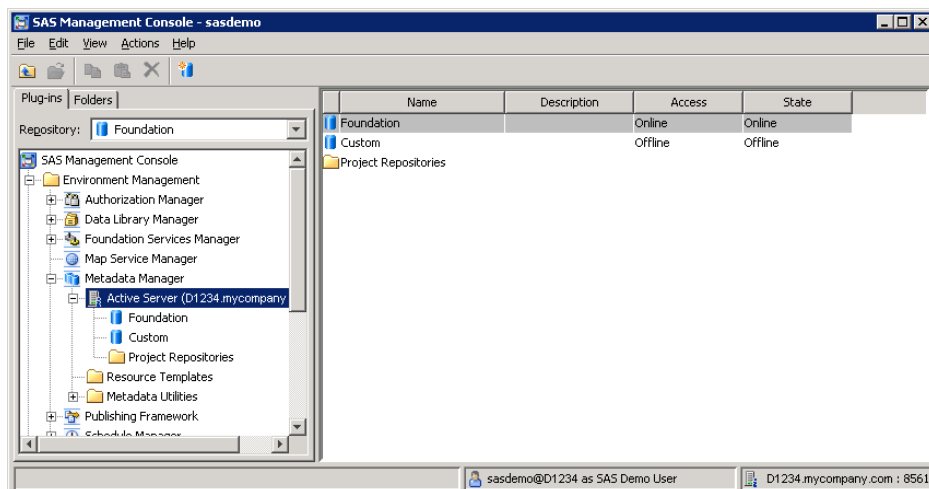 SAS Management Console - sasdemo
File Edit View Actions Help
Plug-ins Folders
Repository: Foundation
SAS Management Console
Environment Management
Authorization Manager
Data Library Manager
Foundation Services Manager
Map Service Manager
Metadata Manager
Active Server (D1234.mycompany
Foundation
Custom
Project Repositories
Resource Templates
Metadata Utilities
Publishing Framework
Schedule Manager
Name Description Access State
Foundation Online Online
Custom Offline Offline
Project Repositories
sasdemo@D1234 as SAS Demo User D1234.mycompany.com : 8561